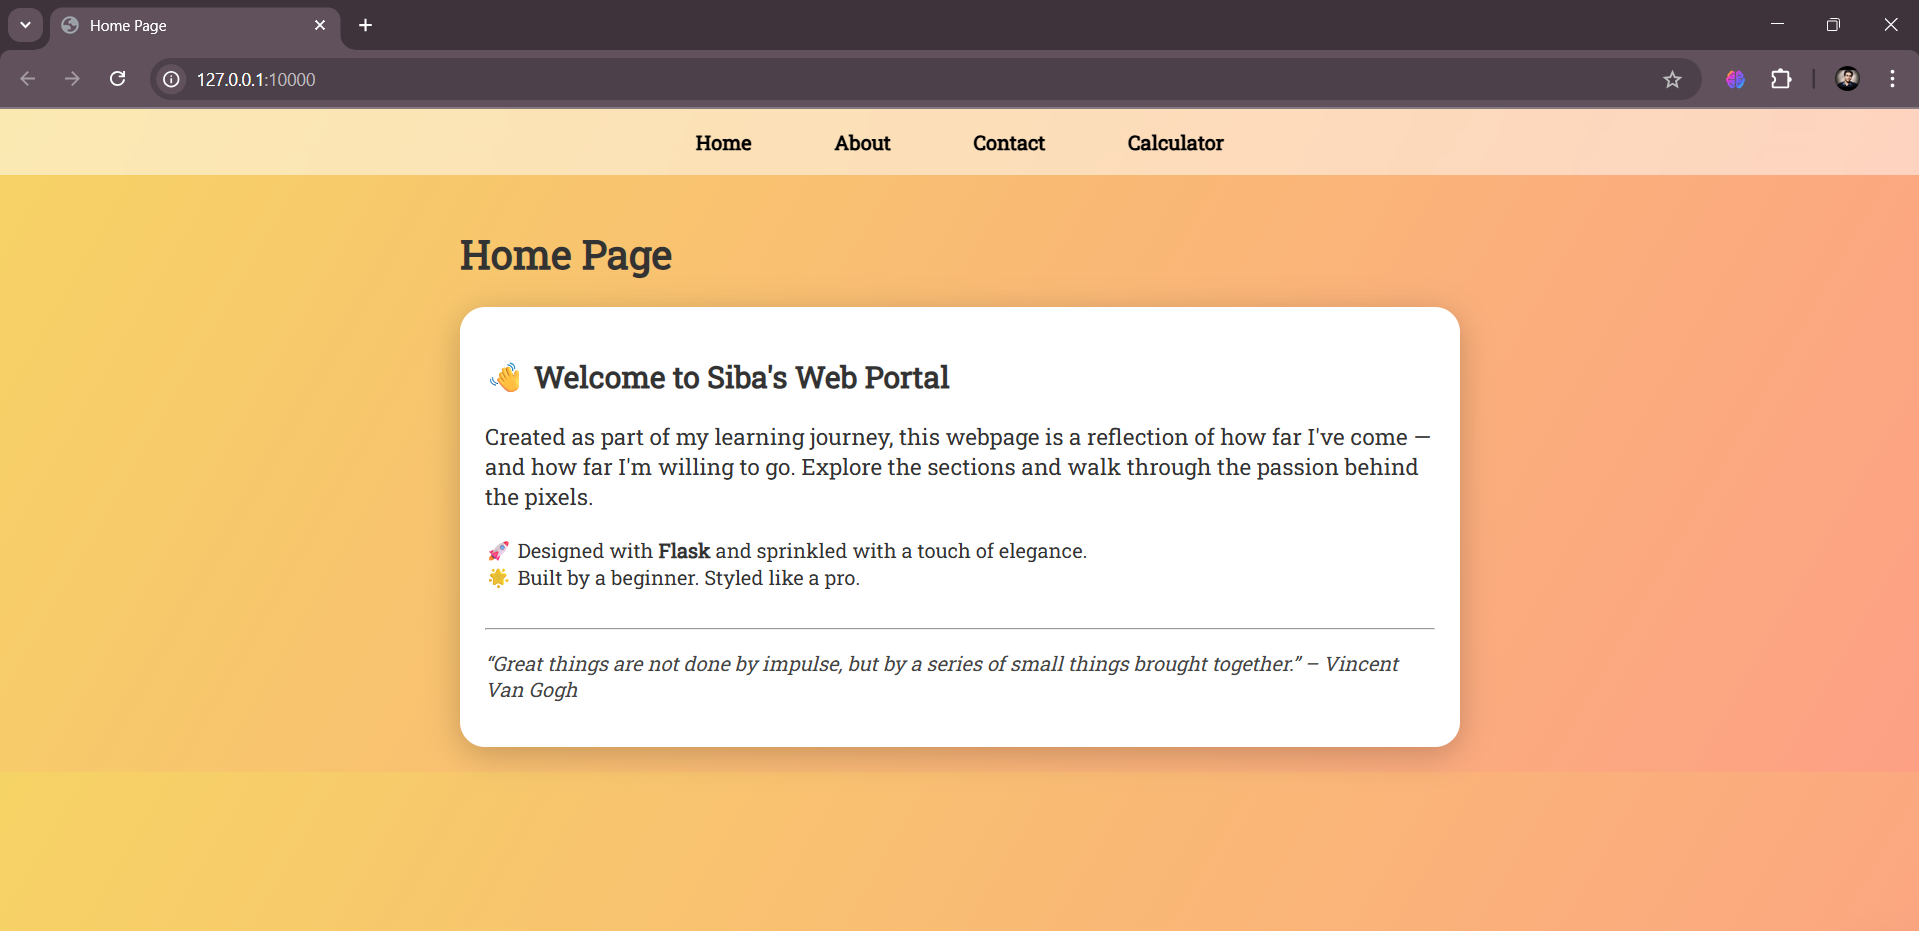 Home Page
127.0.0.1:10000
Home About Contact Calculator
Home Page
👋 Welcome to Siba's Web Portal
Created as part of my learning journey, this webpage is a reflection of how far I've come —
and how far I'm willing to go. Explore the sections and walk through the passion behind
the pixels.
🚀 Designed with Flask and sprinkled with a touch of elegance.
🌟 Built by a beginner. Styled like a pro.
“Great things are not done by impulse, but by a series of small things brought together.” – Vincent
Van Gogh